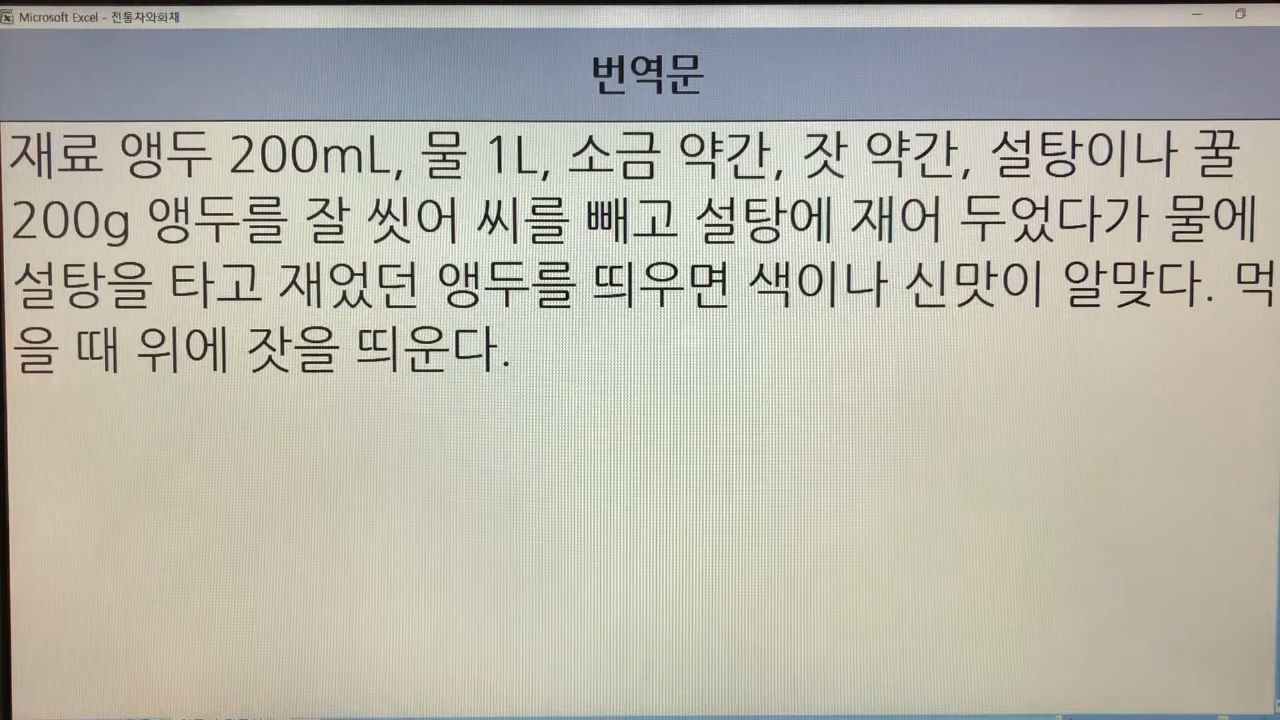 Microsoft Excel - 전통차와화채
번역문
재료 앵두 200mL, 물 1L, 소금 약간, 잣 약간, 설탕이나 꿀
200g 앵두를 잘 씻어 씨를 빼고 설탕에 재어 두었다가 물에
설탕을 타고 재었던 앵두를 띄우면 색이나 신맛이 알맞다. 먹
을 때 위에 잣을 띄운다.